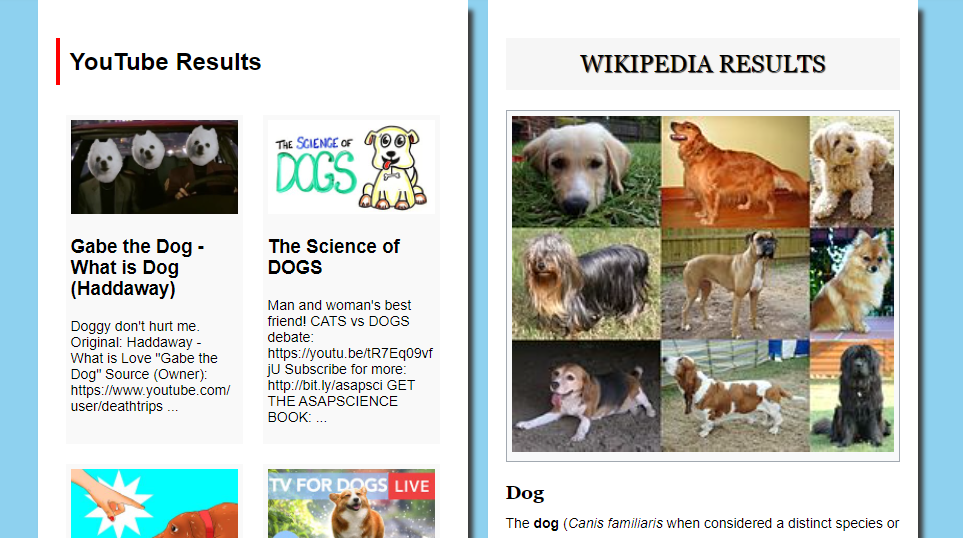 YouTube Results
THE SCIENCE OF
DOGS
Gabe the Dog -
What is Dog
(Haddaway)
Doggy don't hurt me.
Original: Haddaway -
What is Love "Gabe the
Dog" Source (Owner):
https://www.youtube.com/
user/deathtrips ...
The Science of
DOGS
Man and woman's best
friend! CATS vs DOGS
debate:
https://youtu.be/tR7Eq09vf
jU Subscribe for more:
http://bit.ly/asapsci GET
THE ASAPSCIENCE
BOOK: ...
TV FOR DOGS LIVE
WIKIPEDIA RESULTS
Dog
The dog (Canis familiaris when considered a distinct species or